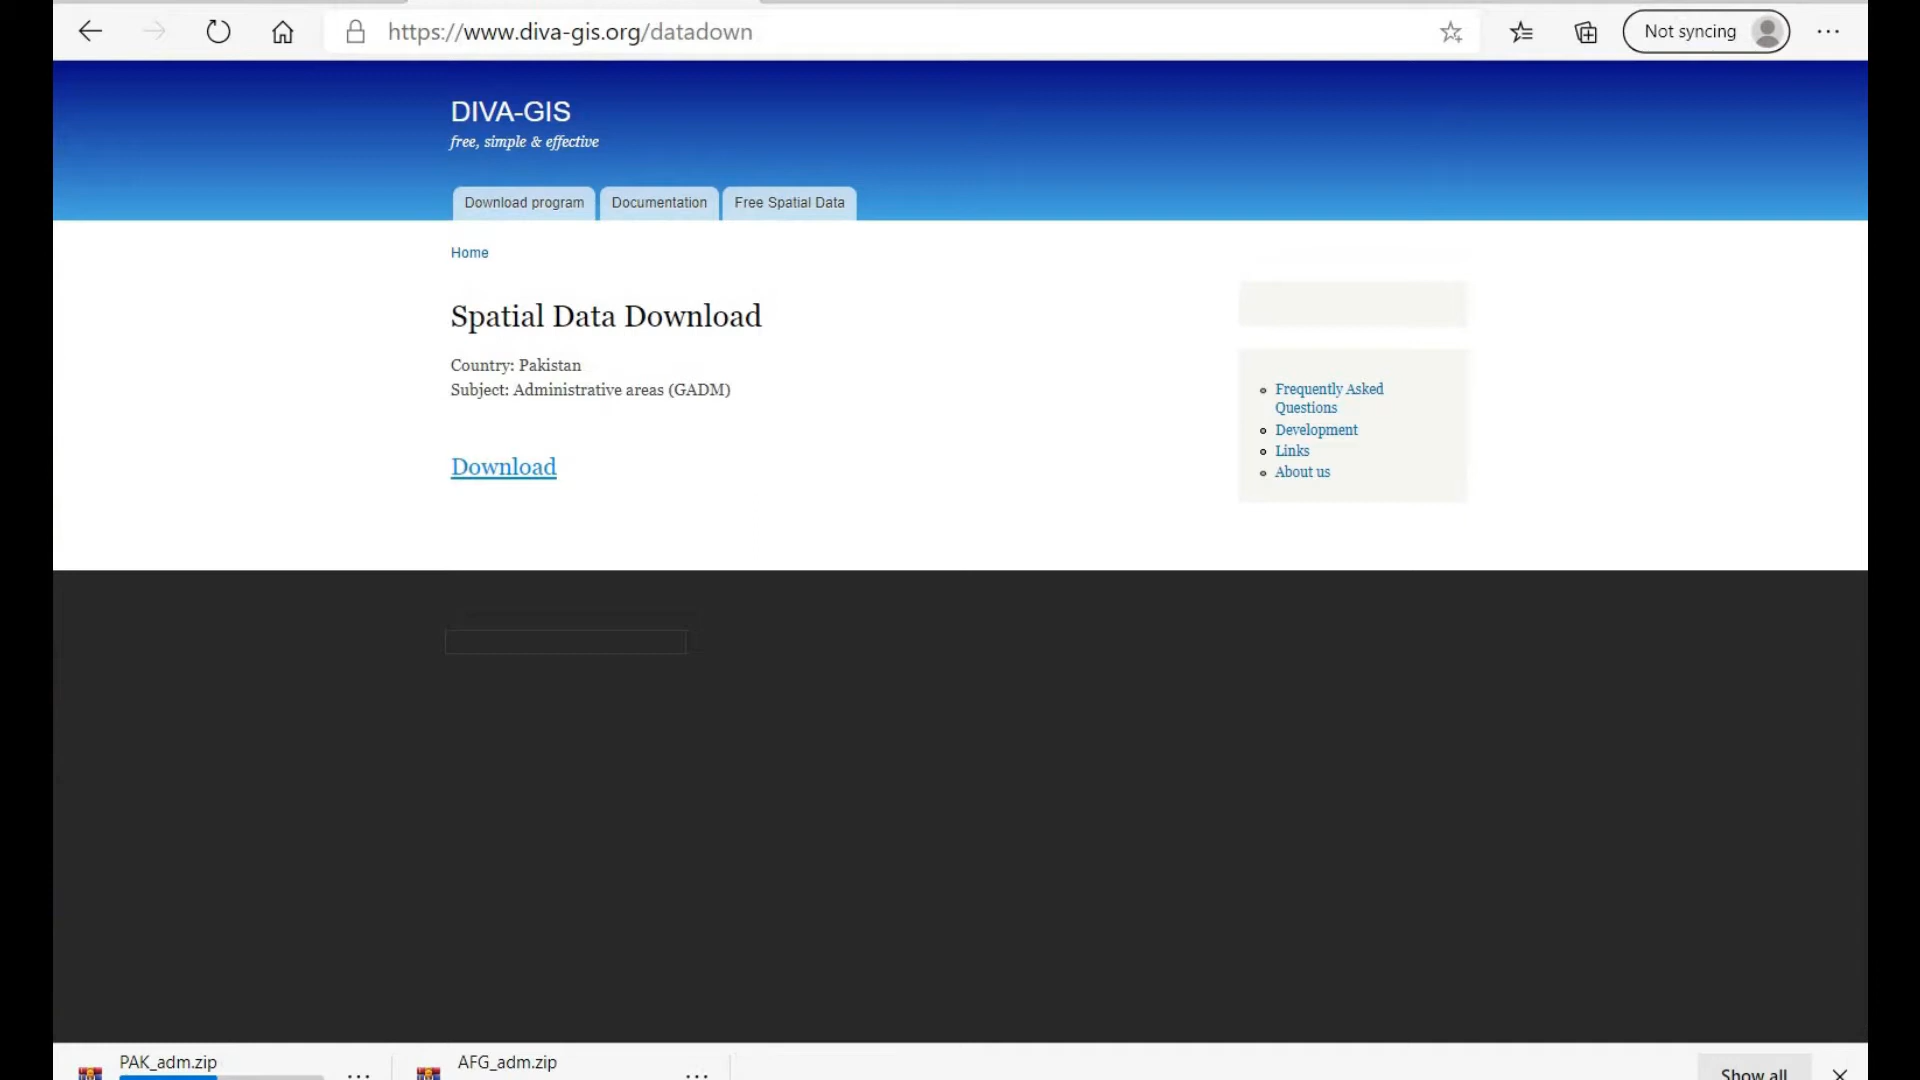 https://www.diva-gis.org/datadown
Not syncing
DIVA-GIS
free, simple & effective
Download program
Documentation
Free Spatial Data
Home
Spatial Data Download
Country: Pakistan
Subject: Administrative areas (GADM)
Download
Frequently Asked
Questions
Development
Links
About us
PAK_adm.zip
AFG_adm.zip
Show all